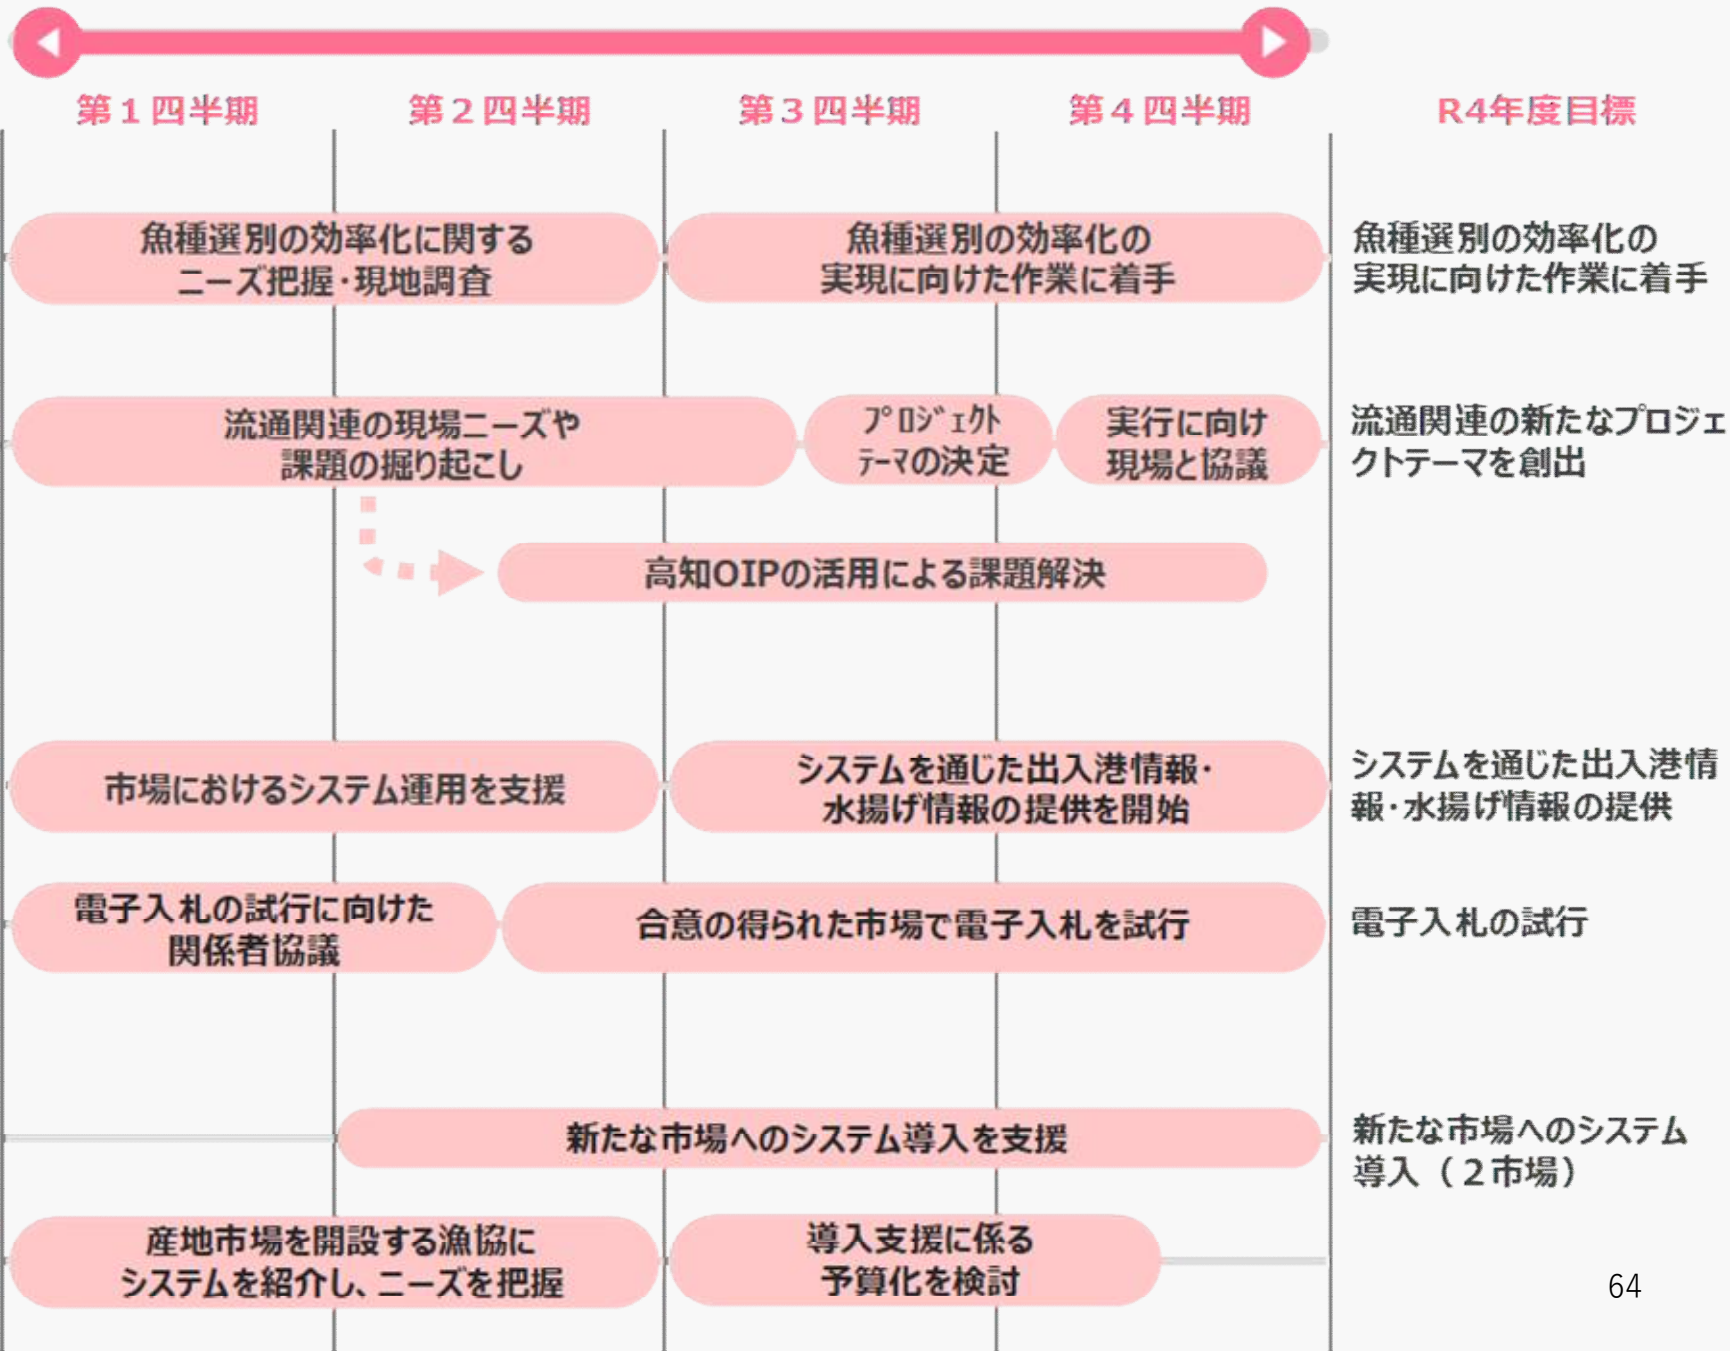 第１四半期 第２四半期 第３四半期 第４四半期 R4年度目標
魚種選別の効率化に関する
ニーズ把握・現地調査
魚種選別の効率化の
実現に向けた作業に着手
魚種選別の効率化の
実現に向けた作業に着手
流通関連の現場ニーズや
課題の掘り起こし
ﾌﾟﾛｼﾞｪｸﾄ
ﾃｰﾏの決定
実行に向け
現場と協議
流通関連の新たなプロジェ
クトテーマを創出
高知OIPの活用による課題解決
市場におけるシステム運用を支援
システムを通じた出入港情報・
水揚げ情報の提供を開始
システムを通じた出入港情
報・水揚げ情報の提供
電子入札の試行に向けた
関係者協議
合意の得られた市場で電子入札を試行
電子入札の試行
新たな市場へのシステム導入を支援
新たな市場へのシステム
導入（２市場）
産地市場を開設する漁協に
システムを紹介し、ニーズを把握
導入支援に係る
予算化を検討
64